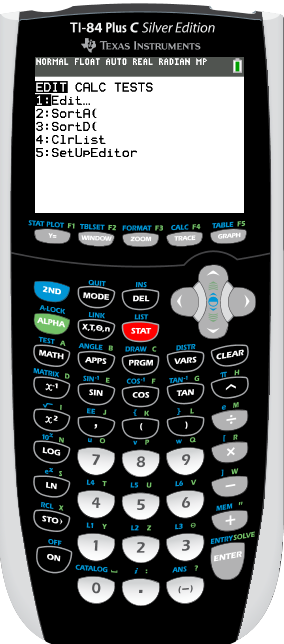 TI-84 Plus C Silver Edition
TEXAS INSTRUMENTS
NORMAL FLOAT AUTO REAL RADIAN MP
EDIT CALC TESTS
1:Edit…
2:SortA(
3:SortD(
4:ClrList
5:SetUpEditor
STAT PLOT F1 TBLSET F2 FORMAT F3 CALC F4 TABLE F5
Y= WINDOW ZOOM TRACE GRAPH
QUIT INS
2ND MODE DEL
A-LOCK LINK LIST
ALPHA X,T,θ,n STAT
TEST A ANGLE B DRAW C DISTR
MATH APPS PRGM VARS CLEAR
MATRIX D SIN⁻¹ E COS⁻¹ F TAN⁻¹ G π H
x⁻¹ SIN COS TAN ^
√ I EE J { K } L e M
x² , ( ) ÷
10ˣ N u O v P w Q [ R
LOG 7 8 9 ×
eˣ S L4 T L5 U L6 V ] W
LN 4 5 6 −
RCL X L1 Y L2 Z L3 θ MEM "
STO› 1 2 3 +
OFF CATALOG ⎵ i : ANS ? ENTRY SOLVE
ON 0 . (−) ENTER